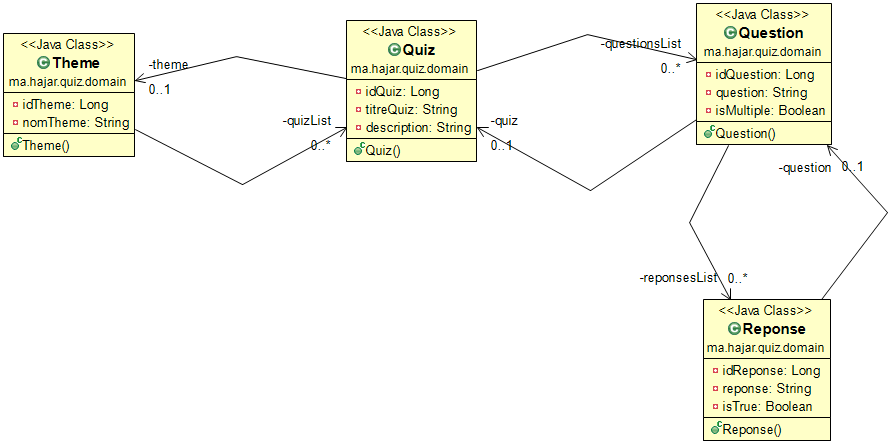 <<Java Class>>
Theme
ma.hajar.quiz.domain
idTheme: Long
nomTheme: String
Theme()
-theme
0..1
-quizList
0..*
<<Java Class>>
Quiz
ma.hajar.quiz.domain
idQuiz: Long
titreQuiz: String
description: String
Quiz()
-questionsList
0..*
-quiz
0..1
<<Java Class>>
Question
ma.hajar.quiz.domain
idQuestion: Long
question: String
isMultiple: Boolean
Question()
-question
0..1
-reponsesList
0..*
<<Java Class>>
Reponse
ma.hajar.quiz.domain
idReponse: Long
reponse: String
isTrue: Boolean
Reponse()